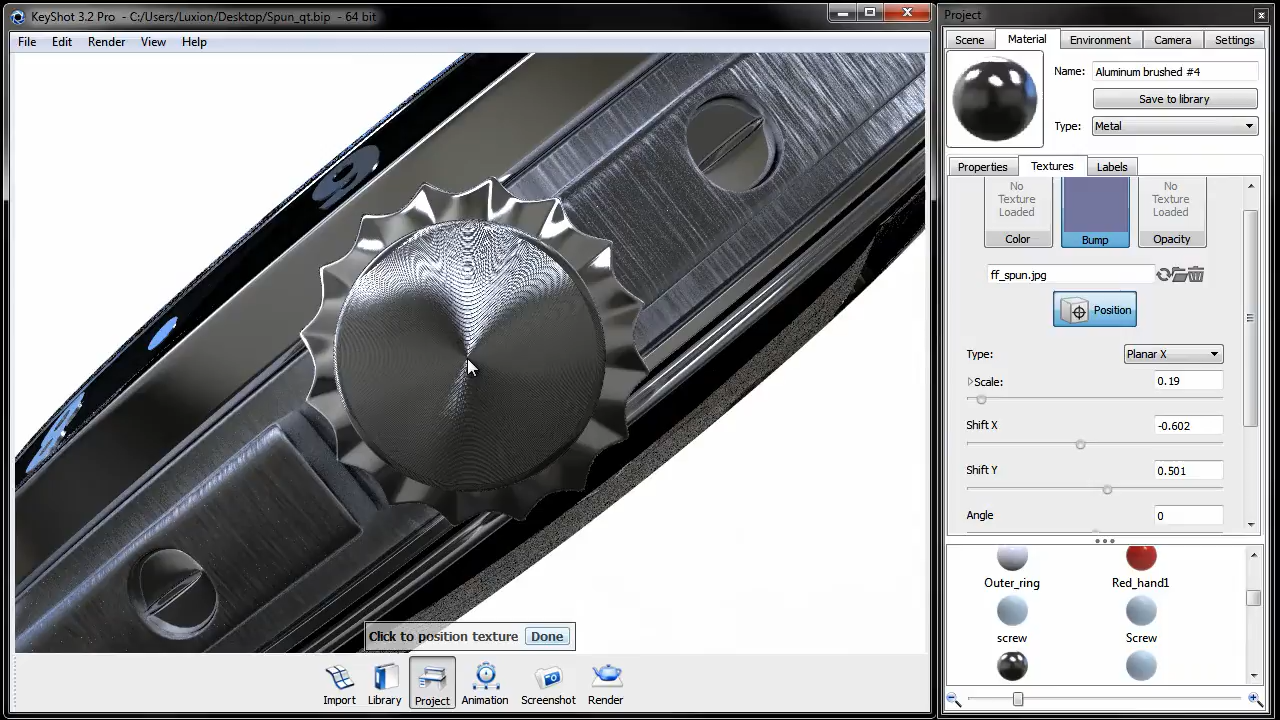 KeyShot 3.2 Pro - C:/Users/Luxion/Desktop/Spun_qt.bip - 64 bit
File Edit Render View Help
Click to position texture Done
Import Library Project Animation Screenshot Render
Project
Scene Material Environment Camera Settings
Name: Aluminum brushed #4
Save to library
Type: Metal
Properties Textures Labels
No Texture Loaded
No Texture Loaded
Color Bump Opacity
ff_spun.jpg
Position
Type: Planar X
Scale: 0.19
Shift X -0.602
Shift Y 0.501
Angle 0
Outer_ring Red_hand1
screw Screw